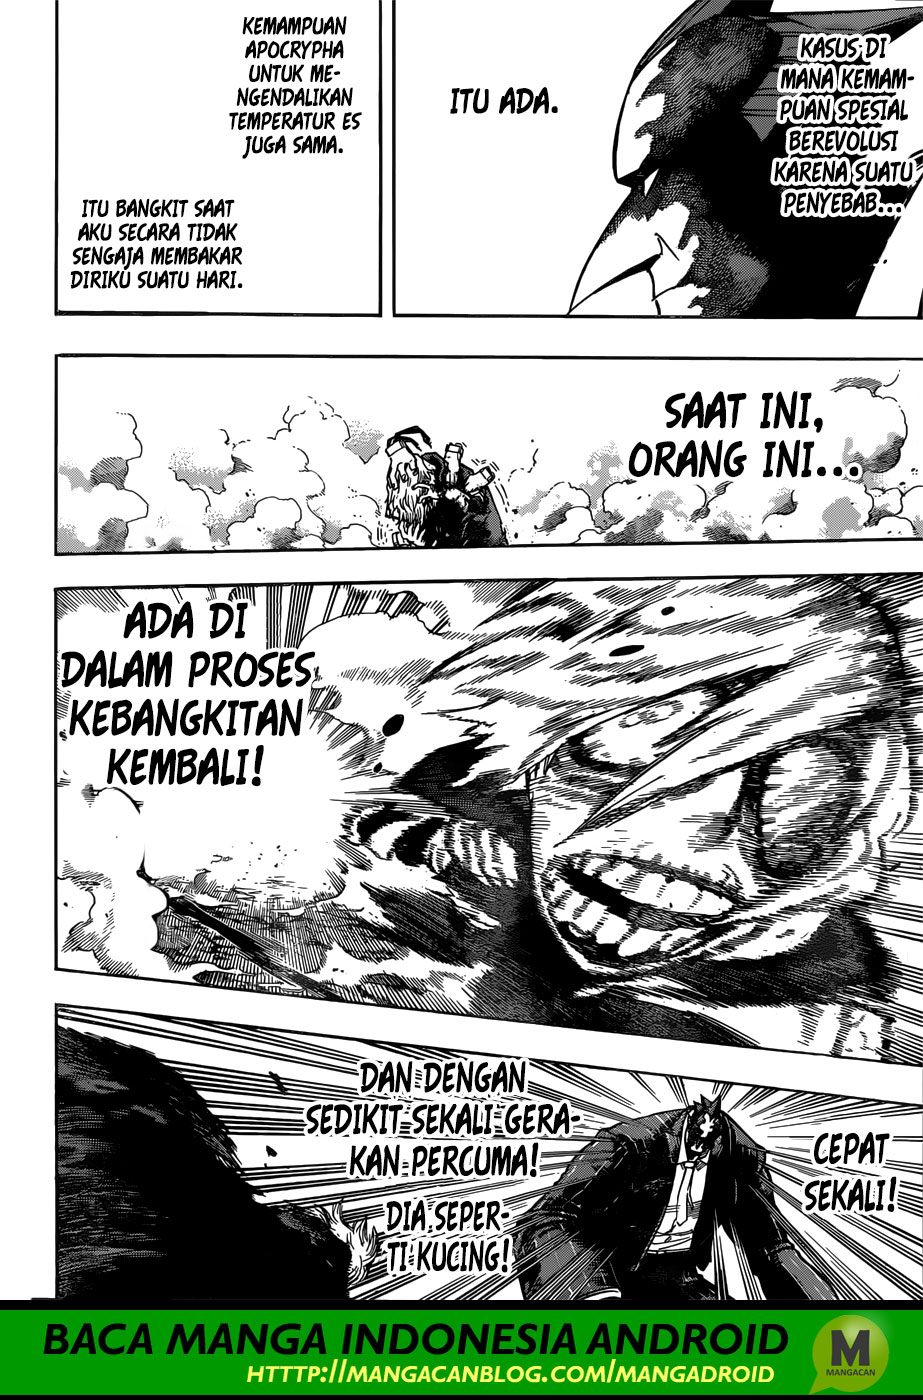 KASUS DI
MANA KEMAM-
PUAN SPESIAL
BEREVOLUSI
KARENA SUATU
PENYEBAB...
ITU ADA.
KEMAMPUAN
APOCRYPHA
UNTUK ME-
NGENDALIKAN
TEMPERATUR ES
JUGA SAMA.
ITU BANGKIT SAAT
AKU SECARA TIDAK
SENGAJA MEMBAKAR
DIRIKU SUATU HARI.
SAAT INI,
ORANG INI...
ADA DI
DALAM PROSES
KEBANGKITAN
KEMBALI!
CEPAT
SEKALI!
DAN DENGAN
SEDIKIT SEKALI GERA-
KAN PERCUMA!
DIA SEPER-
TI KUCING!
BACA MANGA INDONESIA ANDROID
HTTTP://MANGACANBLOG.COM/MANGADROID
M
MANGACAN